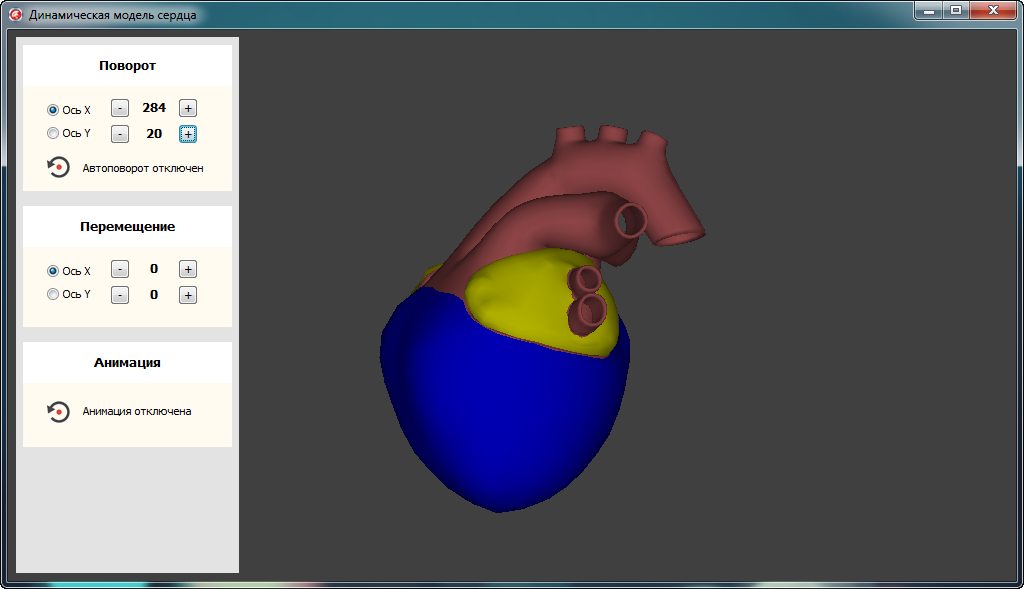 Динамическая модель сердца
Поворот
Ось X - 284 +
Ось Y - 20 +
Автоповорот отключен
Перемещение
Ось X - 0 +
Ось Y - 0 +
Анимация
Анимация отключена